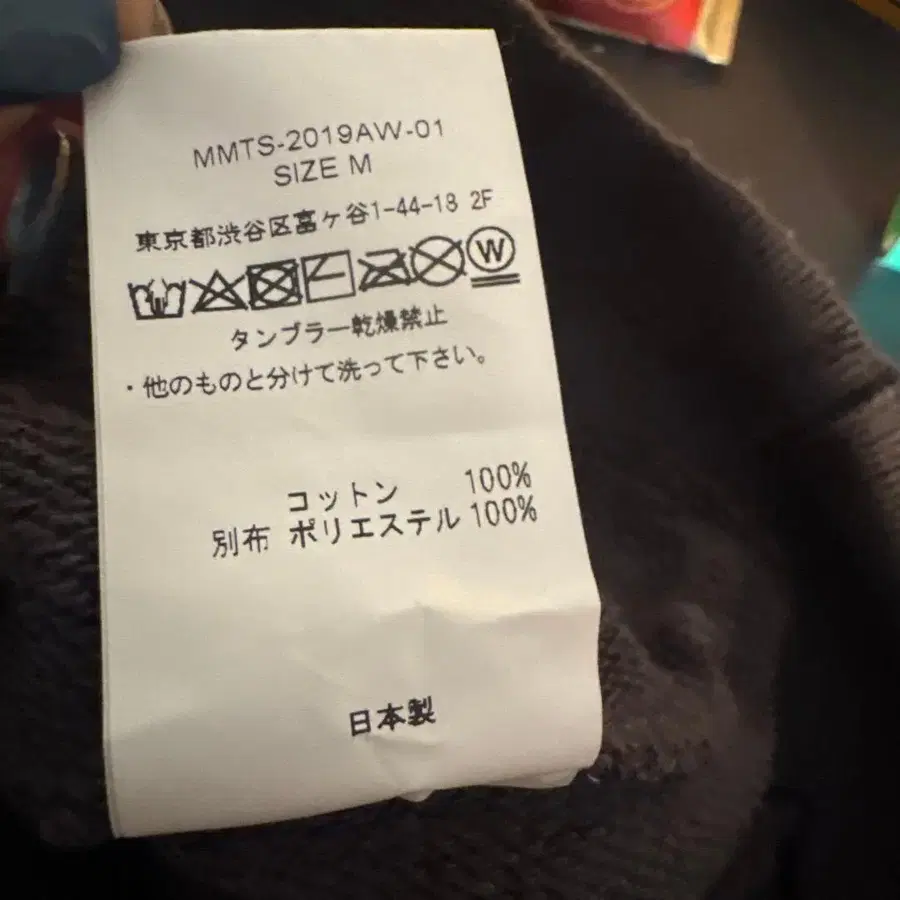 MMTS-2019AW-01
SIZE M
東京都渋谷区富ヶ谷1-44-18 2F
W
タンブラー乾燥禁止
・他のものと分けて洗って下さい。
コットン 100%
別布 ポリエステル 100%
日本製